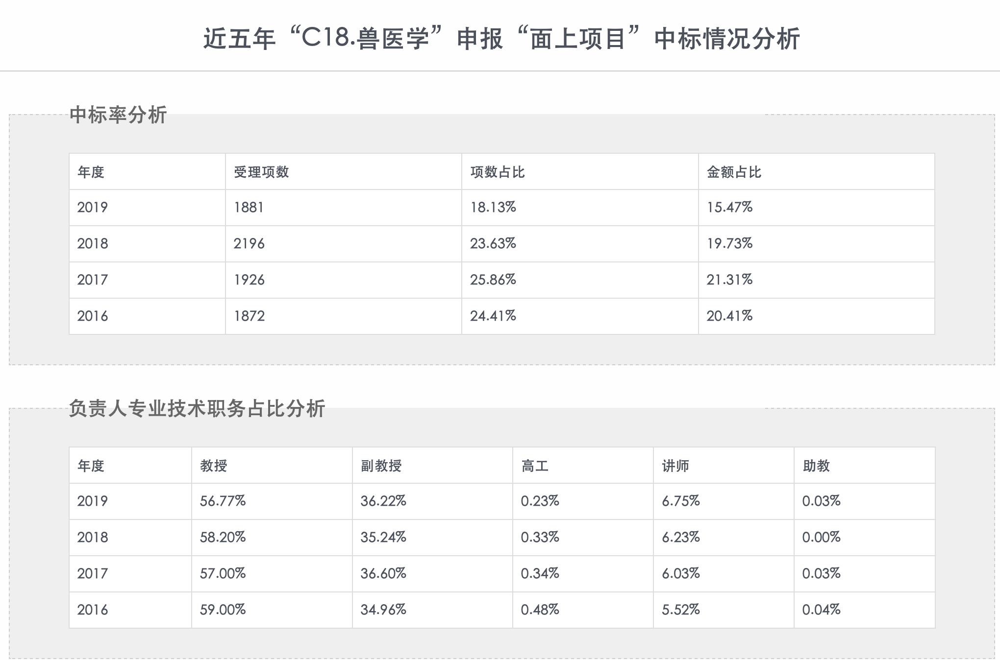 近五年“C18.兽医学”申报“面上项目”中标情况分析
中标率分析
年度 受理项数 项数占比 金额占比
2019 1881 18.13% 15.47%
2018 2196 23.63% 19.73%
2017 1926 25.86% 21.31%
2016 1872 24.41% 20.41%
负责人专业技术职务占比分析
年度 教授 副教授 高工 讲师 助教
2019 56.77% 36.22% 0.23% 6.75% 0.03%
2018 58.20% 35.24% 0.33% 6.23% 0.00%
2017 57.00% 36.60% 0.34% 6.03% 0.03%
2016 59.00% 34.96% 0.48% 5.52% 0.04%